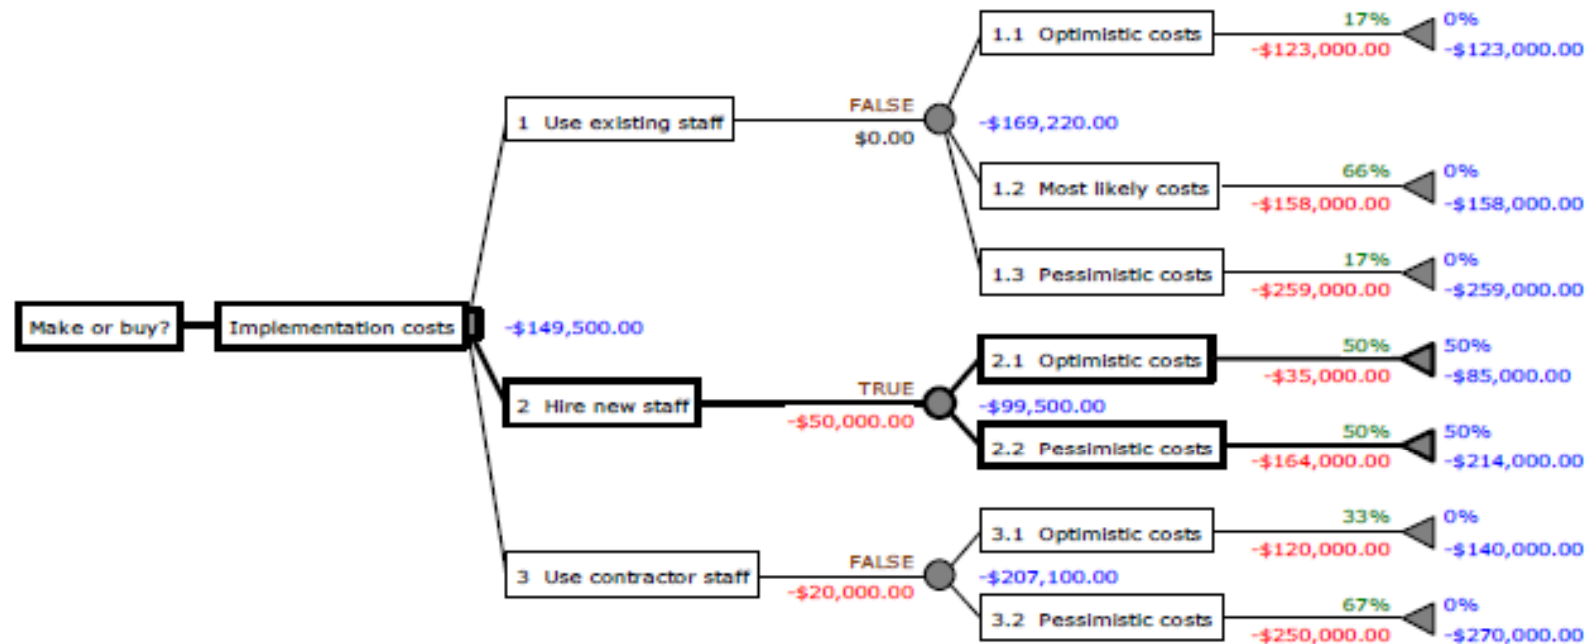 17% 0%
1.1 Optimistic costs
-$123,000.00 -$123,000.00
FALSE
1 Use existing staff
-$169,220.00
$0.00
66% 0%
1.2 Most likely costs
-$158,000.00 -$158,000.00
17% 0%
1.3 Pessimistic costs
-$259,000.00 -$259,000.00
Make or buy? Implementation costs -$149,500.00
50% 50%
2.1 Optimistic costs
-$35,000.00 -$85,000.00
TRUE
2 Hire new staff
-$99,500.00
-$50,000.00
50% 50%
2.2 Pessimistic costs
-$164,000.00 -$214,000.00
33% 0%
3.1 Optimistic costs
-$120,000.00 -$140,000.00
FALSE
3 Use contractor staff
-$207,100.00
-$20,000.00
67% 0%
3.2 Pessimistic costs
-$250,000.00 -$270,000.00